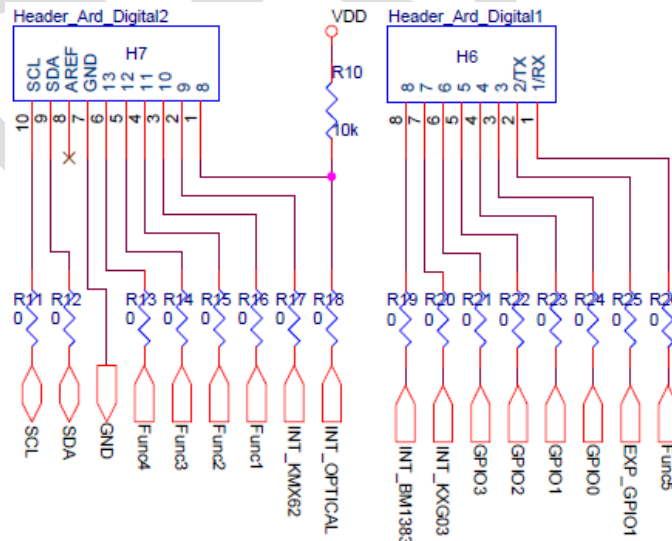 Header_Ard_Digital2
VDD
Header_Ard_Digital1
H7
H6
SCL
SDA
AREF
GND
13
12
11
10
9
8
8
7
6
5
4
3
2/TX
1/RX
10
9
8
7
6
5
4
3
2
1
8
7
6
5
4
3
2
1
R10
10k
R11
0
R12
0
R13
0
R14
0
R15
0
R16
0
R17
0
R18
0
R19
0
R20
0
R21
0
R22
0
R23
0
R24
0
R25
0
0
SCL
SDA
GND
Func4
Func3
Func2
Func1
INT_KMX62
INT_OPTICAL
INT_BM1383
INT_KXG03
GPIO3
GPIO2
GPIO1
GPIO0
EXP_GPIO1
Func5